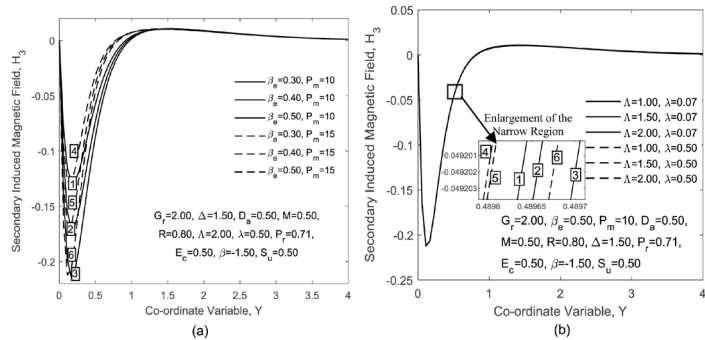 Secondary Induced Magnetic Field, H3
0
-0.05
-0.1
-0.15
-0.2
βe=0.30, Pm=10
βe=0.40, Pm=10
βe=0.50, Pm=10
βe=0.30, Pm=15
βe=0.40, Pm=15
βe=0.50, Pm=15
4
1
5
2
6
3
Gr=2.00, Δ=1.50, Da=0.50, M=0.50,
R=0.80, Λ=2.00, λ=0.50, Pr=0.71,
Ec=0.50, β=-1.50, Su=0.50
0 0.5 1 1.5 2 2.5 3 3.5 4
Co-ordinate Variable, Y
(a)
Secondary Induced Magnetic Field, H3
0.05
0
-0.05
-0.1
-0.15
-0.2
-0.25
Enlargement of the
Narrow Region
-0.049201
-0.049202
-0.049203
4
5
1
2
6
3
0.4896 0.48965 0.4897
Λ=1.00, λ=0.07
Λ=1.50, λ=0.07
Λ=2.00, λ=0.07
Λ=1.00, λ=0.50
Λ=1.50, λ=0.50
Λ=2.00, λ=0.50
Gr=2.00, βe=0.50, Pm=10, Da=0.50,
M=0.50, R=0.80, Δ=1.50, Pr=0.71,
Ec=0.50, β=-1.50, Su=0.50
0 1 2 3 4
Co-ordinate Variable, Y
(b)